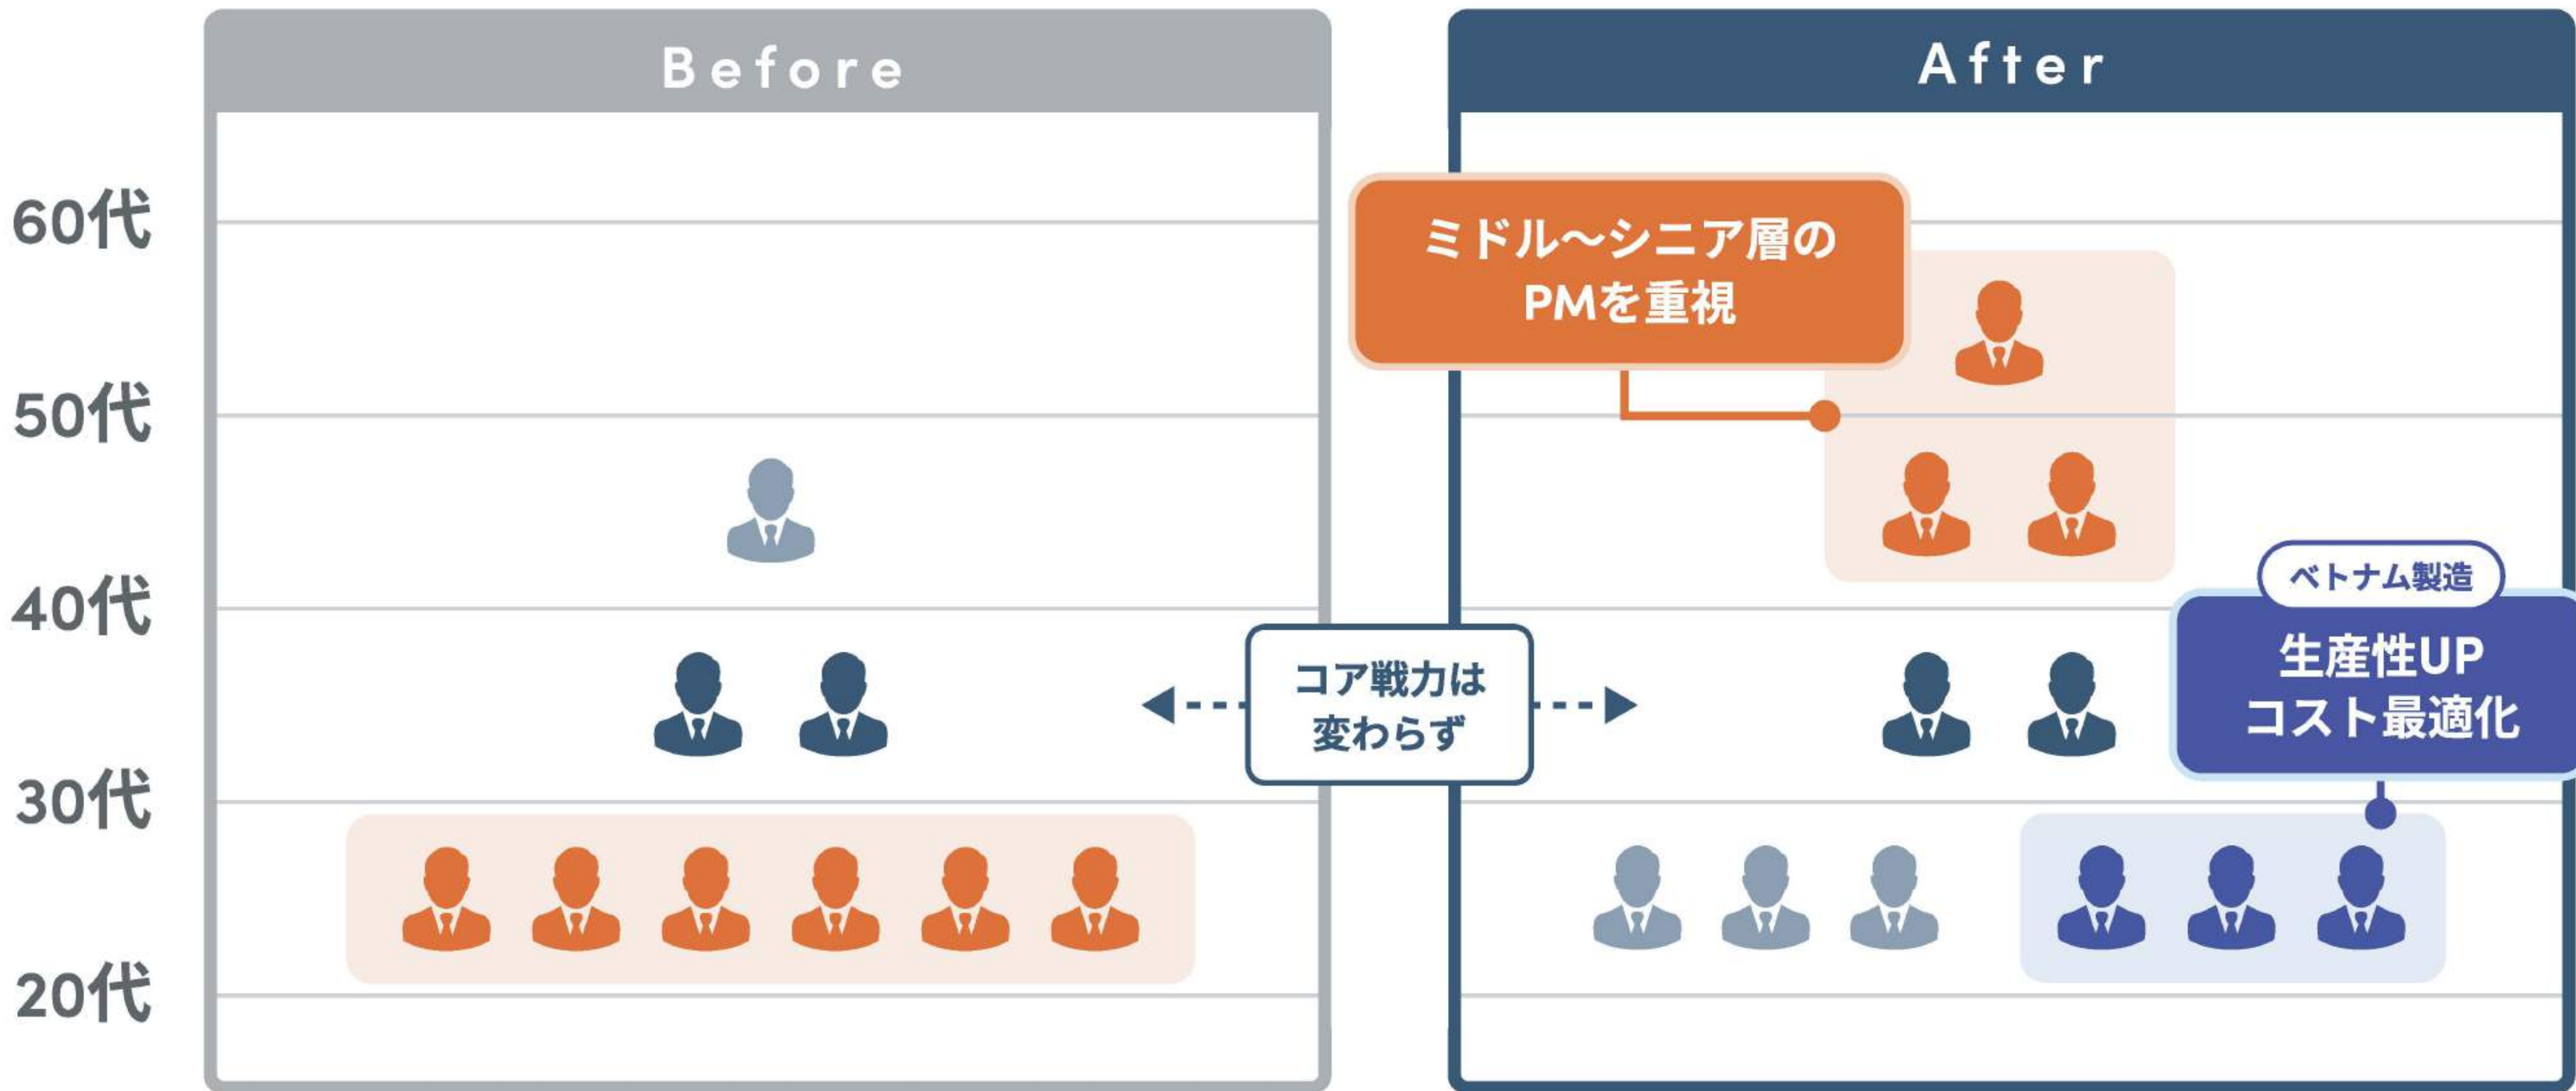 Before
After
60代
50代
40代
30代
20代
ミドル～シニア層の
PMを重視
コア戦力は
変わらず
ベトナム製造
生産性UP
コスト最適化